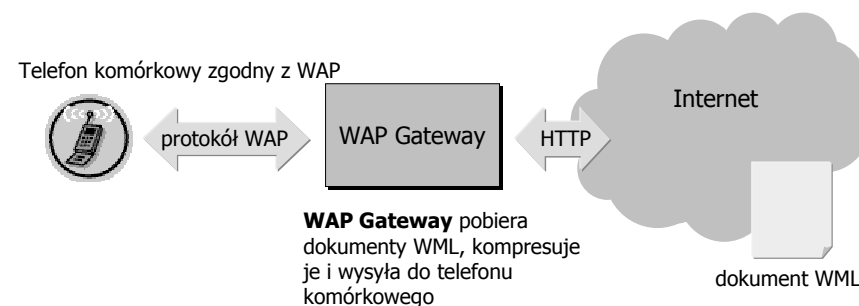 Telefon komórkowy zgodny z WAP
protokół WAP
WAP Gateway
HTTP
Internet
WAP Gateway pobiera
dokumenty WML, kompresuje
je i wysyła do telefonu
komórkowego
dokument WML